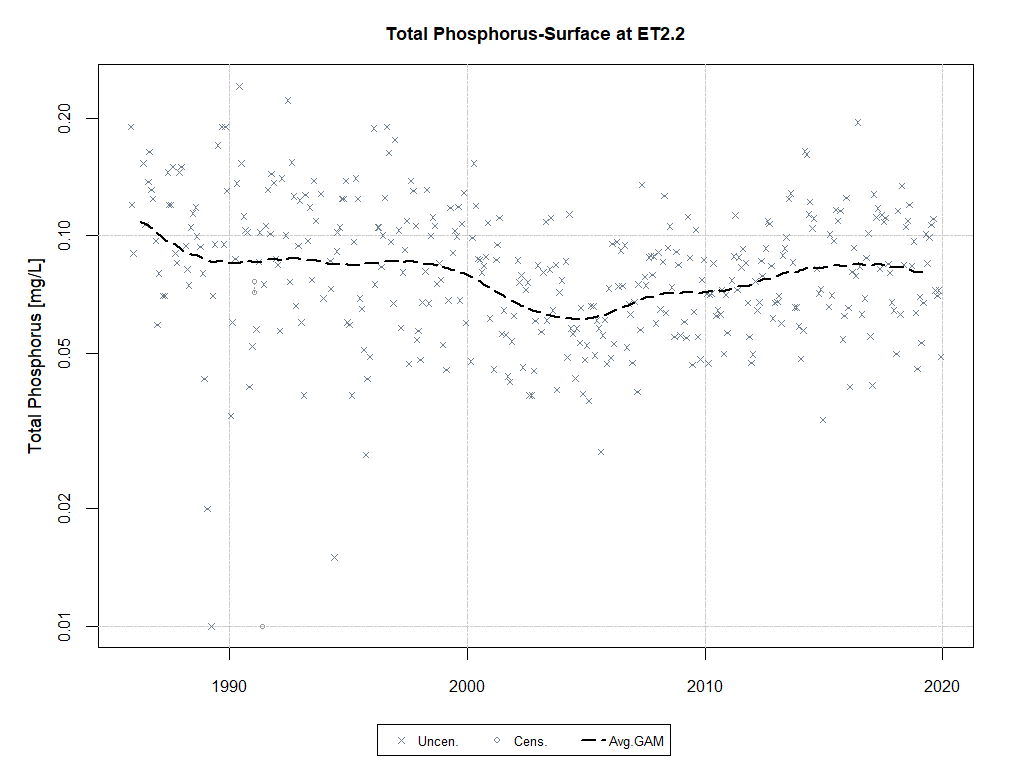 Total Phosphorus-Surface at ET2.2
Total Phosphorus [mg/L]
0.20
0.10
0.05
0.02
0.01
1990 2000 2010 2020
Uncen. Cens. Avg.GAM